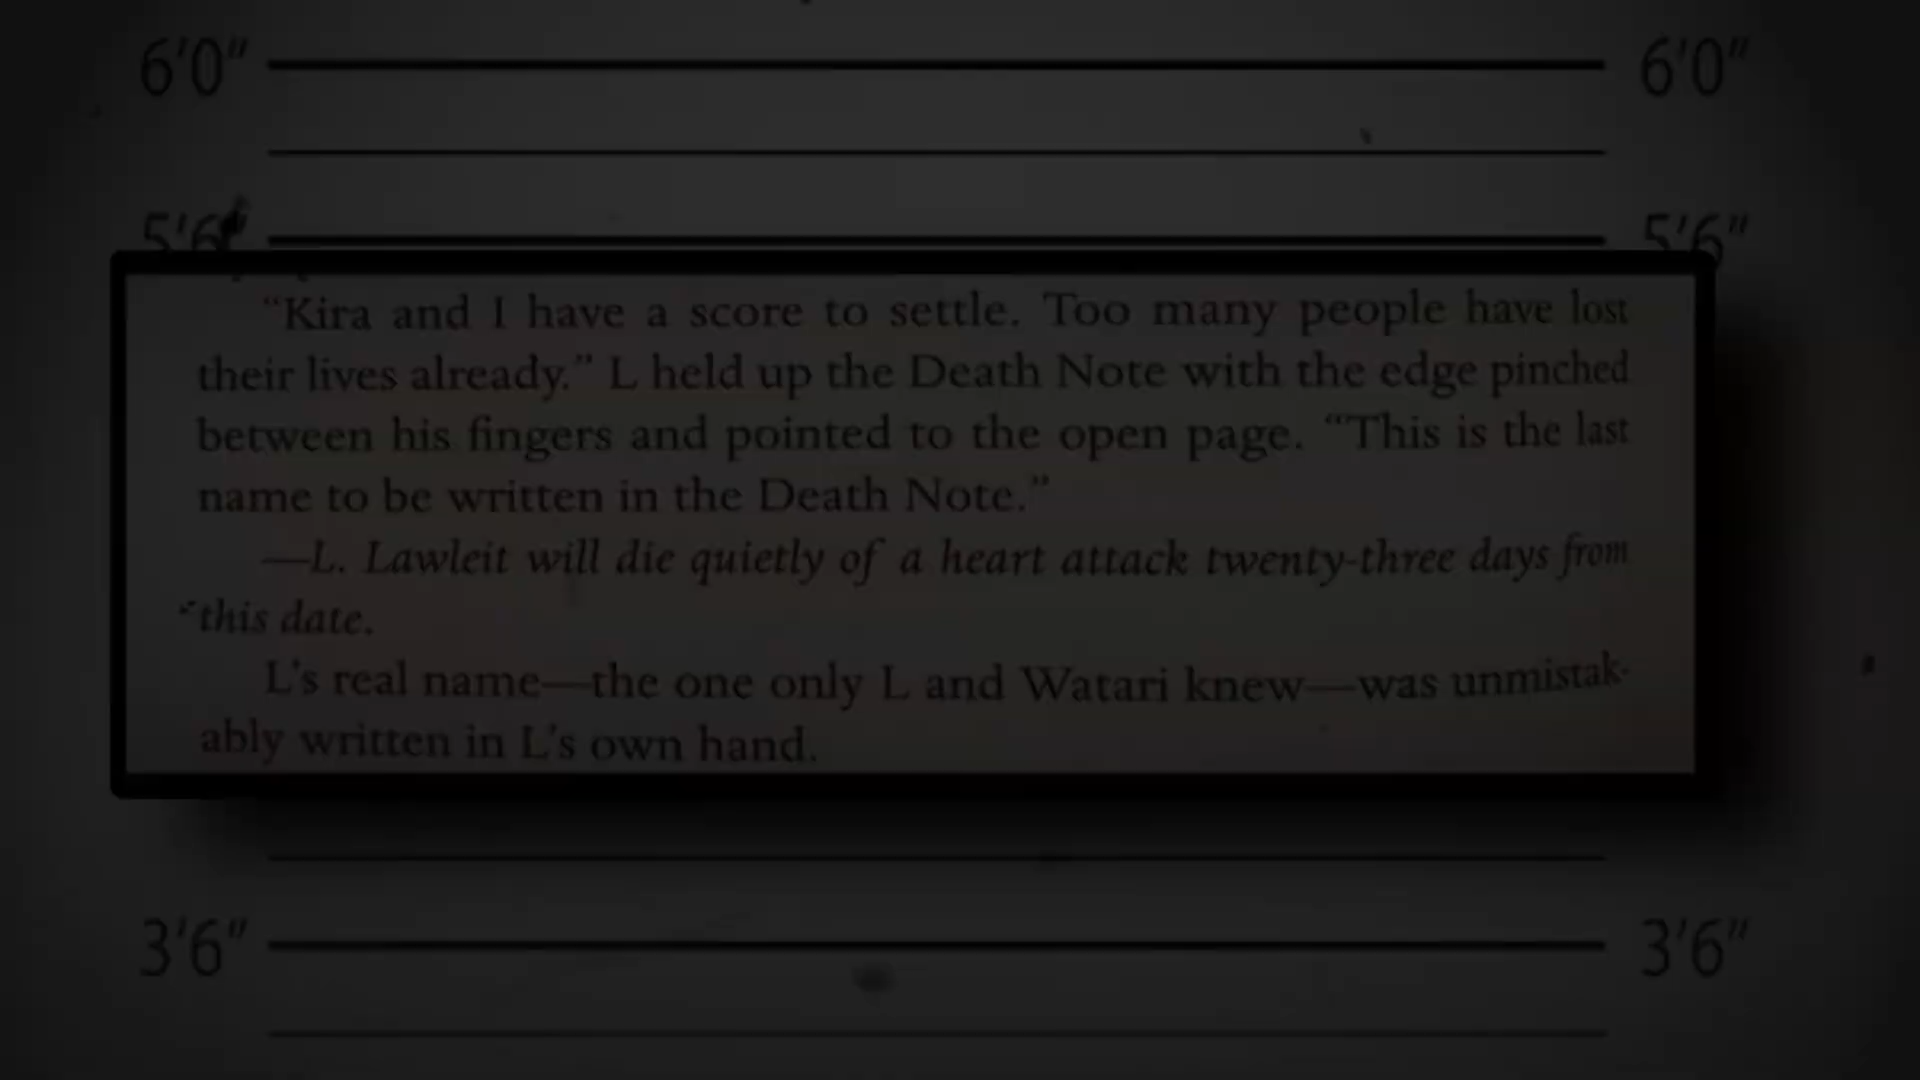 6'0" 6'0"
5'6" 5'6"
"Kira and I have a score to settle. Too many people have lost
their lives already." L held up the Death Note with the edge pinched
between his fingers and pointed to the open page. "This is the last
name to be written in the Death Note."
—L. Lawleit will die quietly of a heart attack twenty-three days from
this date.
L's real name—the one only L and Watari knew—was unmistak-
ably written in L's own hand.
3'6" 3'6"